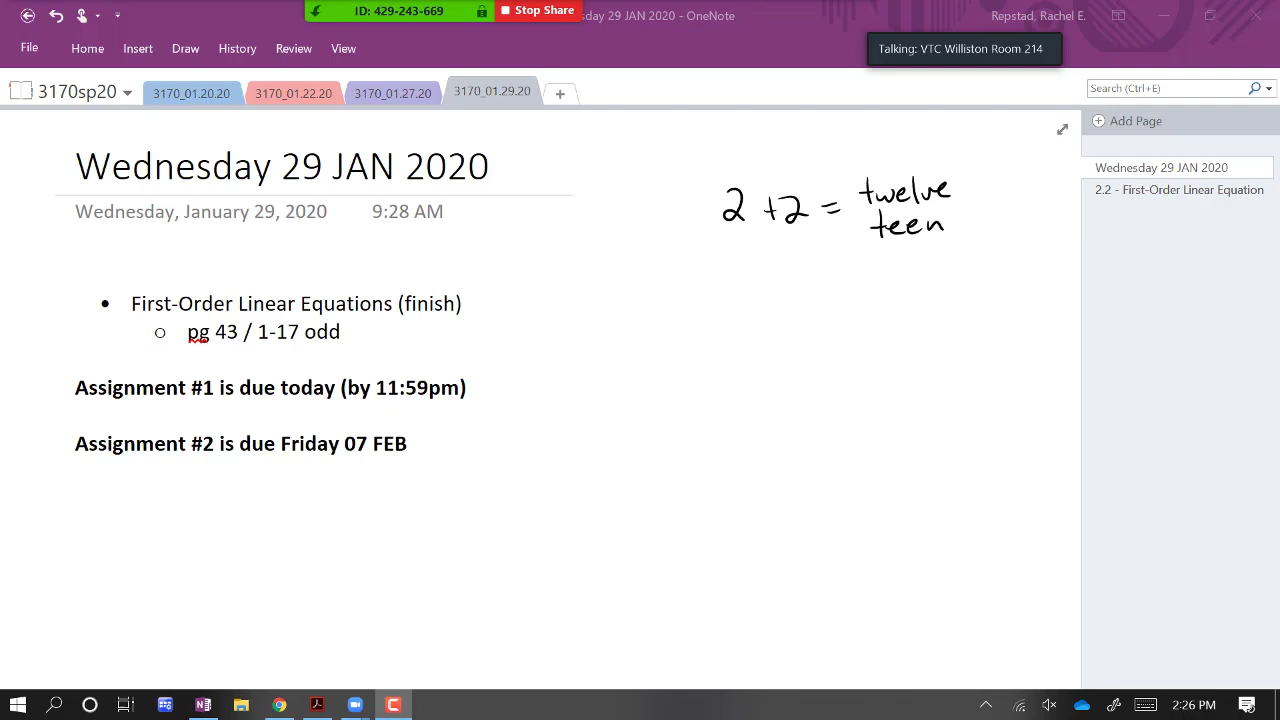 ID: 429-243-669
Stop Share
sday 29 JAN 2020 - OneNote
Repstad, Rachel E.
File
Home
Insert
Draw
History
Review
View
Talking: VTC Williston Room 214
3170sp20
3170_01.20.20
3170_01.22.20
3170_01.27.20
3170_01.29.20
Search (Ctrl+E)
Add Page
Wednesday 29 JAN 2020
2.2 - First-Order Linear Equation
Wednesday 29 JAN 2020
Wednesday, January 29, 2020 9:28 AM
2 +2 = twelve
teen
• First-Order Linear Equations (finish)
○ pg 43 / 1-17 odd
Assignment #1 is due today (by 11:59pm)
Assignment #2 is due Friday 07 FEB
2:26 PM